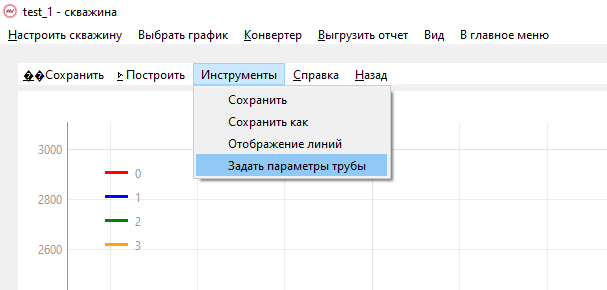 test_1 - скважина
Настроить скважину Выбрать график Конвертер Выгрузить отчет Вид В главное меню
��Сохранить Построить Инструменты Справка Назад
Сохранить
Сохранить как
Отображение линий
Задать параметры трубы
3000
0
2800
1
2
2600
3